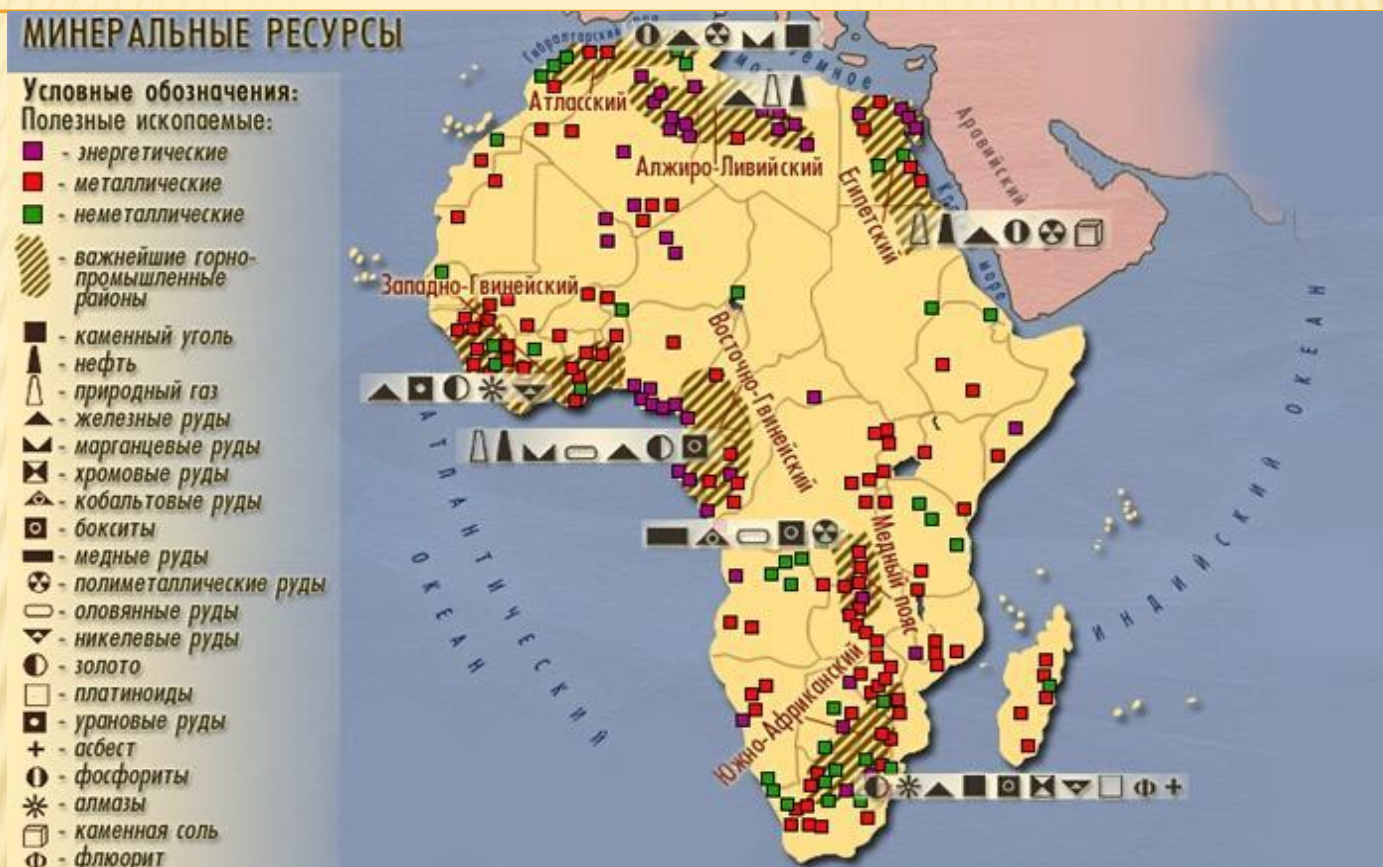 МИНЕРАЛЬНЫЕ РЕСУРСЫ
Условные обозначения:
Полезные ископаемые:
- энергетические
- металлические
- неметаллические
- важнейшие горно-
промышленные
районы
- каменный уголь
- нефть
- природный газ
- железные руды
- марганцевые руды
- хромовые руды
- кобальтовые руды
- бокситы
- медные руды
- полиметаллические руды
- оловянные руды
- никелевые руды
- золото
- платиноиды
- урановые руды
- асбест
- фосфориты
- алмазы
- каменная соль
- флюорит
Гибралтарский
Атласский
Алжиро-Ливийский
Египетский
Аравийский
море
Западно-Гвинейский
Восточно-Гвинейский
Медный пояс
Южно-Африканский
АТЛАНТИЧЕСКИЙ
ОКЕАН
ИНДИЙСКИЙ ОКЕАН